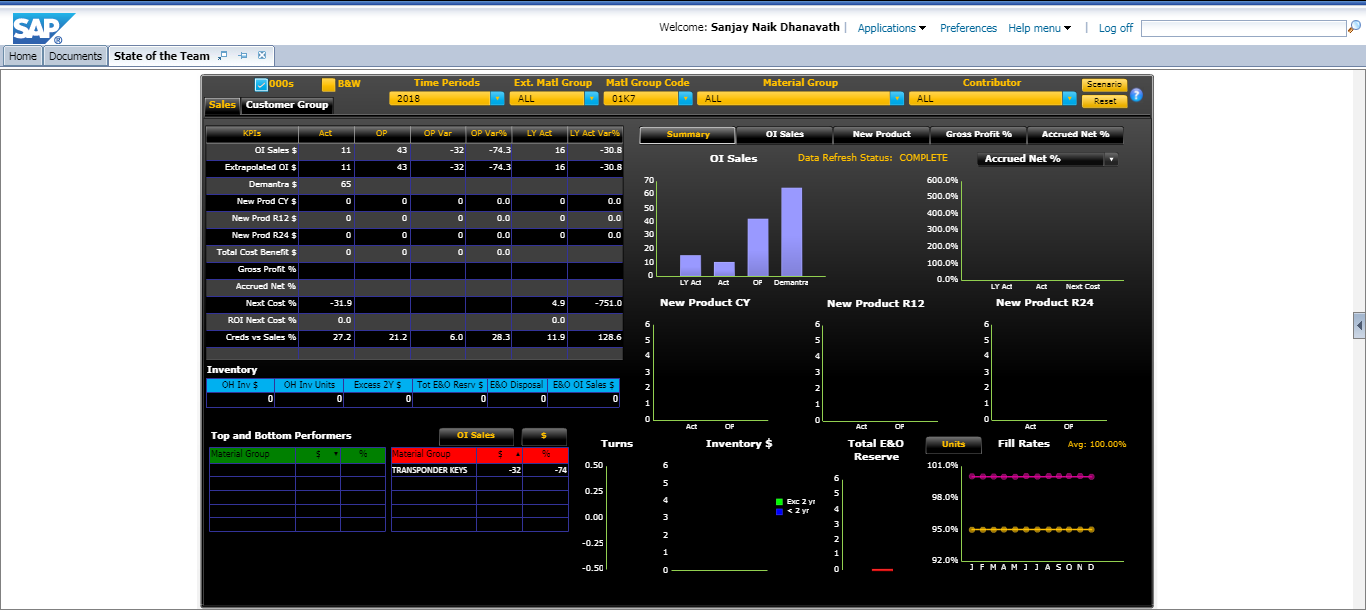 SAP ®
Welcome: Sanjay Naik Dhanavath | Applications Preferences Help menu | Log off
Home Documents State of the Team
000s B&W Time Periods Ext. Matl Group Matl Group Code Material Group Contributor Scenario
2018 ALL 01K7 ALL ALL Reset ?
Sales Customer Group
KPIs Act OP OP Var OP Var% LY Act LY Act Var%
OI Sales $ 11 43 -32 -74.3 16 -30.8
Extrapolated OI $ 11 43 -32 -74.3 16 -30.8
Demantra $ 65
New Prod CY $ 0 0 0 0.0 0 0.0
New Prod R12 $ 0 0 0 0.0 0 0.0
New Prod R24 $ 0 0 0 0.0 0 0.0
Total Cost Benefit $ 0 0 0 0.0
Gross Profit %
Accrued Net %
Next Cost % -31.9 4.9 -751.0
ROI Next Cost % 0.0 0.0
Creds vs Sales % 27.2 21.2 6.0 28.3 11.9 128.6
Inventory
OH Inv $ OH Inv Units Excess 2Y $ Tot E&O Resrv $ E&O Disposal E&O OI Sales $
0 0 0 0 0 0
Top and Bottom Performers OI Sales $
Material Group $ % Material Group $ %
TRANSPONDER KEYS -32 -74
Summary OI Sales New Product Gross Profit % Accrued Net %
OI Sales Data Refresh Status: COMPLETE Accrued Net %
70
60
50
40
30
20
10
0
LY Act Act OP Demantra
600.0%
500.0%
400.0%
300.0%
200.0%
100.0%
0.0%
LY Act Act Next Cost
New Product CY New Product R12 New Product R24
6
5
4
3
2
1
0
Act OP
6
5
4
3
2
1
0
Act OP
6
5
4
3
2
1
0
Act OP
Turns
0.50
0.25
0.00
-0.25
-0.50
Inventory $
6
5
4
3
2
1
0
Exc 2 yr
< 2 yr
Total E&O
Reserve
6
5
4
3
2
1
0
Units Fill Rates Avg: 100.00%
101.0%
98.0%
95.0%
92.0%
J F M A M J J A S O N D